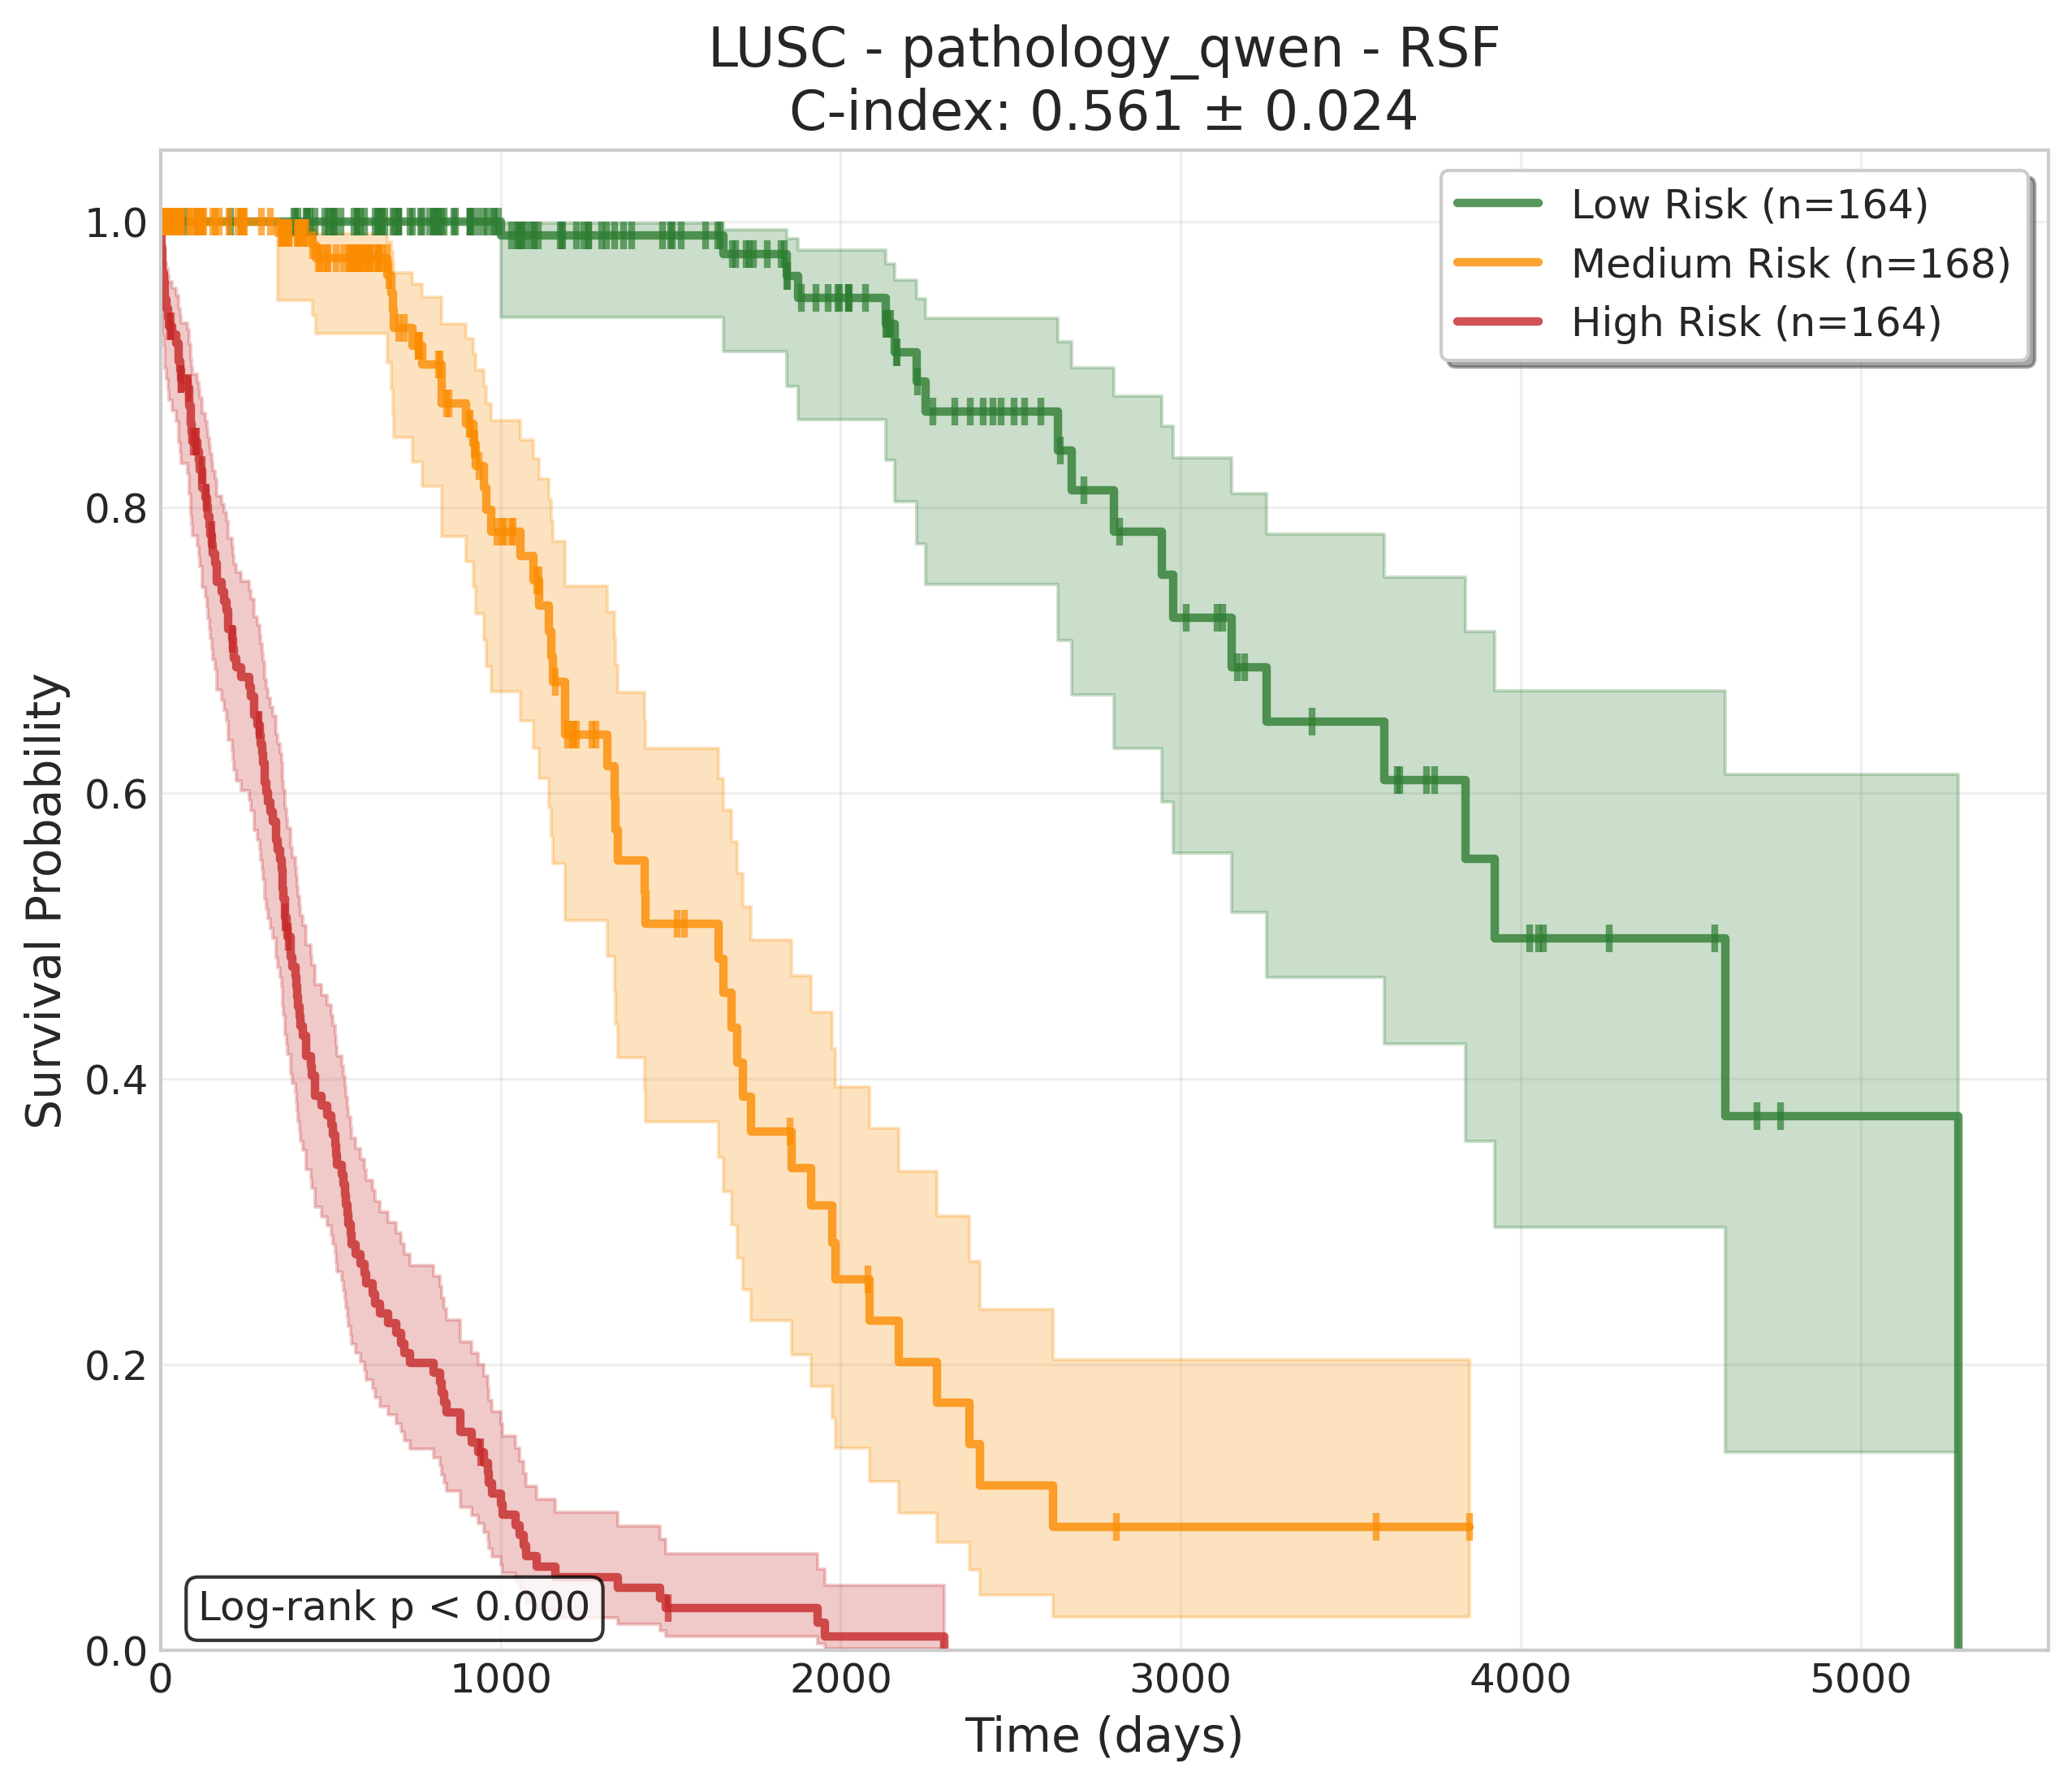 LUSC - pathology_qwen - RSF
C-index: 0.561 ± 0.024
Low Risk (n=164)
Medium Risk (n=168)
High Risk (n=164)
Survival Probability
1.0
0.8
0.6
0.4
0.2
0.0
Log-rank p < 0.000
0 1000 2000 3000 4000 5000
Time (days)